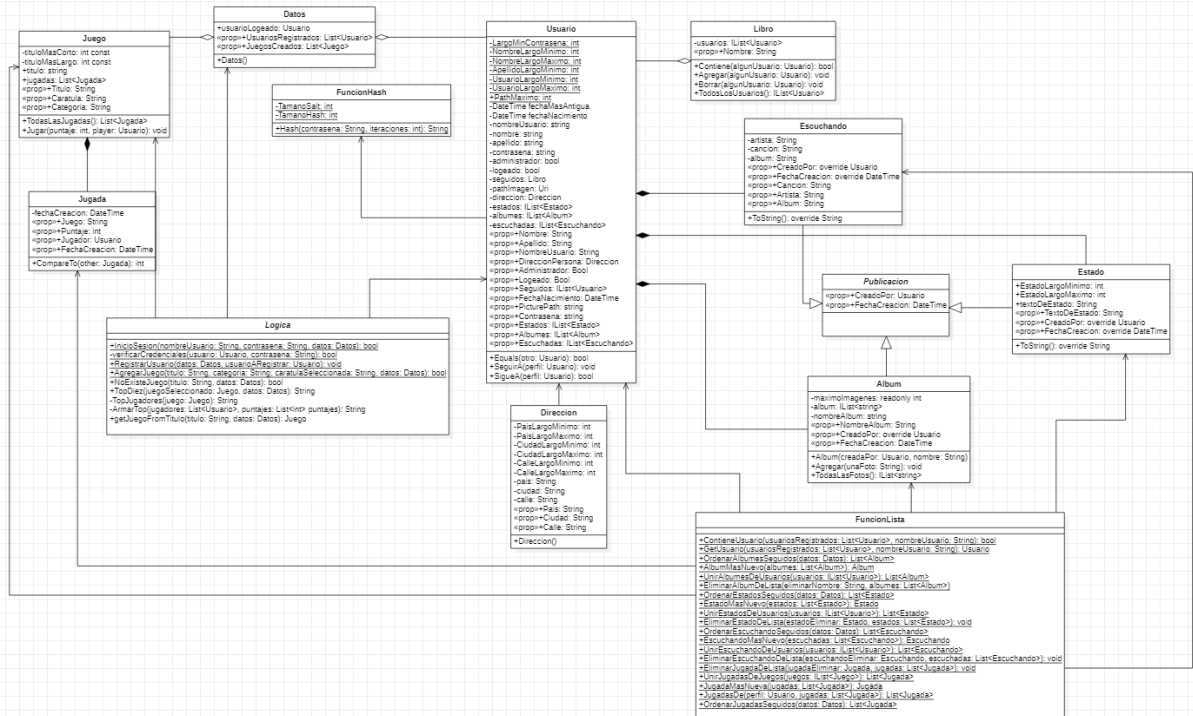 Juego
-tituloMasCorto: int const
-tituloMasLargo: int const
+titulo: string
+jugadas: List<Jugada>
«prop»+Titulo: String
«prop»+Caratula: String
«prop»+Categoria: String
+TodasLasJugadas(): List<Jugada>
+Jugar(puntaje: int, player: Usuario): void
Datos
+usuarioLogeado: Usuario
«prop»+UsuariosRegistrados: List<Usuario>
«prop»+JuegosCreados: List<Juego>
+Datos()
FuncionHash
-TamanoSalt: int
-TamanoHash: int
+Hash(contrasena: String, iteraciones: int): String
Usuario
-LargoMinContrasena: int
-NombreLargoMinimo: int
-NombreLargoMaximo: int
-ApellidoLargoMinimo: int
-UsuarioLargoMinimo: int
-UsuarioLargoMaximo: int
+PathMaximo: int
-DateTime fechaMasAntigua
-DateTime fechaNacimiento
-nombreUsuario: string
-nombre: string
-apellido: string
-contrasena: string
-administrador: bool
-logeado: bool
-seguidos: Libro
-pathImagen: Uri
-direccion: Direccion
-estados: IList<Estado>
-albumes: IList<Album>
-escuchadas: IList<Escuchando>
«prop»+Nombre: String
«prop»+Apellido: String
«prop»+NombreUsuario: String
«prop»+DireccionPersona: Direccion
«prop»+Administrador: Bool
«prop»+Logeado: Bool
«prop»+Seguidos: IList<Usuario>
«prop»+FechaNacimiento: DateTime
«prop»+PicturePath: string
«prop»+Contrasena: string
«prop»+Estados: IList<Estado>
«prop»+Albumes: IList<Album>
«prop»+Escuchadas: IList<Escuchando>
+Equals(otro: Usuario): bool
+SeguirA(perfil: Usuario): void
+SigueA(perfil: Usuario): bool
Libro
-usuarios: IList<Usuario>
«prop»+Nombre: String
+Contiene(algunUsuario: Usuario): bool
+Agregar(algunUsuario: Usuario): void
+Borrar(algunUsuario: Usuario): void
+TodosLosUsuarios(): IList<Usuario>
Escuchando
-artista: String
-cancion: String
-album: String
«prop»+CreadoPor: override Usuario
«prop»+FechaCreacion: override DateTime
«prop»+Cancion: String
«prop»+Artista: String
«prop»+Album: String
+ToString(): override String
Jugada
-fechaCreacion: DateTime
«prop»+Juego: String
«prop»+Puntaje: int
«prop»+Jugador: Usuario
«prop»+FechaCreacion: DateTime
+CompareTo(other: Jugada): int
Publicacion
«prop»+CreadoPor: Usuario
«prop»+FechaCreacion: DateTime
Estado
+EstadoLargoMinimo: int
+EstadoLargoMaximo: int
+textoDeEstado: String
«prop»+TextoDeEstado: String
«prop»+CreadoPor: override Usuario
«prop»+FechaCreacion: override DateTime
+ToString(): override String
Logica
+InicioSesion(nombreUsuario: String, contrasena: String, datos: Datos): bool
-verificarCredenciales(usuario: Usuario, contrasena: String): bool
+RegistrarUsuario(datos: Datos, usuarioARegistrar: Usuario): void
+AgregarJuego(titulo: String, categoria: String, caratulaSeleccionada: String, datos: Datos): bool
+NoExisteJuego(titulo: String, datos: Datos): bool
+TopDiez(juegoSeleccionado: Juego, datos: Datos): String
-TopJugadores(juego: Juego): String
-ArmarTop(jugadores: List<Usuario>, puntajes: List<int> puntajes): String
+getJuegoFromTitulo(titulo: String, datos: Datos): Juego
Album
-maximoImagenes: readonly int
-album: IList<string>
-nombreAlbum: string
«prop»+NombreAlbum: String
«prop»+CreadoPor: override Usuario
«prop»+FechaCreacion: DateTime
+Album(creadaPor: Usuario, nombre: String)
+Agregar(unaFoto: String): void
+TodasLasFotos(): IList<string>
Direccion
-PaisLargoMinimo: int
-PaisLargoMaximo: int
-CiudadLargoMinimo: int
-CiudadLargoMaximo: int
-CalleLargoMinimo: int
-CalleLargoMaximo: int
-pais: String
-ciudad: String
-calle: String
«prop»+Pais: String
«prop»+Ciudad: String
«prop»+Calle: String
+Direccion()
FuncionLista
+ContieneUsuario(usuariosRegistrados: List<Usuario>, nombreUsuario: String): bool
+GetUsuario(usuariosRegistrados: List<Usuario>, nombreUsuario: String): Usuario
+OrdenarAlbumesSeguidos(datos: Datos): List<Album>
+AlbumMasNuevo(albumes: List<Album>): Album
+UnirAlbumesDeUsuarios(usuarios: IList<Usuario>): List<Album>
+EliminarAlbumDeLista(eliminarNombre: String, albumes: List<Album>)
+OrdenarEstadosSeguidos(datos: Datos): List<Estado>
+EstadoMasNuevo(estados: List<Estado>): Estado
+UnirEstadosDeUsuarios(usuarios: IList<Usuario>): List<Estado>
+EliminarEstadoDeLista(estadoEliminar: Estado, estados: List<Estado>): void
+OrdenarEscuchandoSeguidos(datos: Datos): List<Escuchando>
+EscuchandoMasNuevo(escuchadas: List<Escuchando>): Escuchando
+UnirEscuchandoDeUsuarios(usuarios: IList<Usuario>): List<Escuchando>
+EliminarEscuchandoDeLista(escuchandoEliminar: Escuchando, escuchadas: List<Escuchando>): void
+EliminarJugadaDeLista(jugadaEliminar: Jugada, jugadas: List<Jugada>): void
+UnirJugadasDeJuegos(juegos: IList<Juego>): List<Jugada>
+JugadaMasNueva(jugadas: List<Jugada>): Jugada
+JugadasDe(perfil: Usuario, jugadas: List<Jugada>): List<Jugada>
+OrdenarJugadasSeguidos(datos: Datos): List<Jugada>